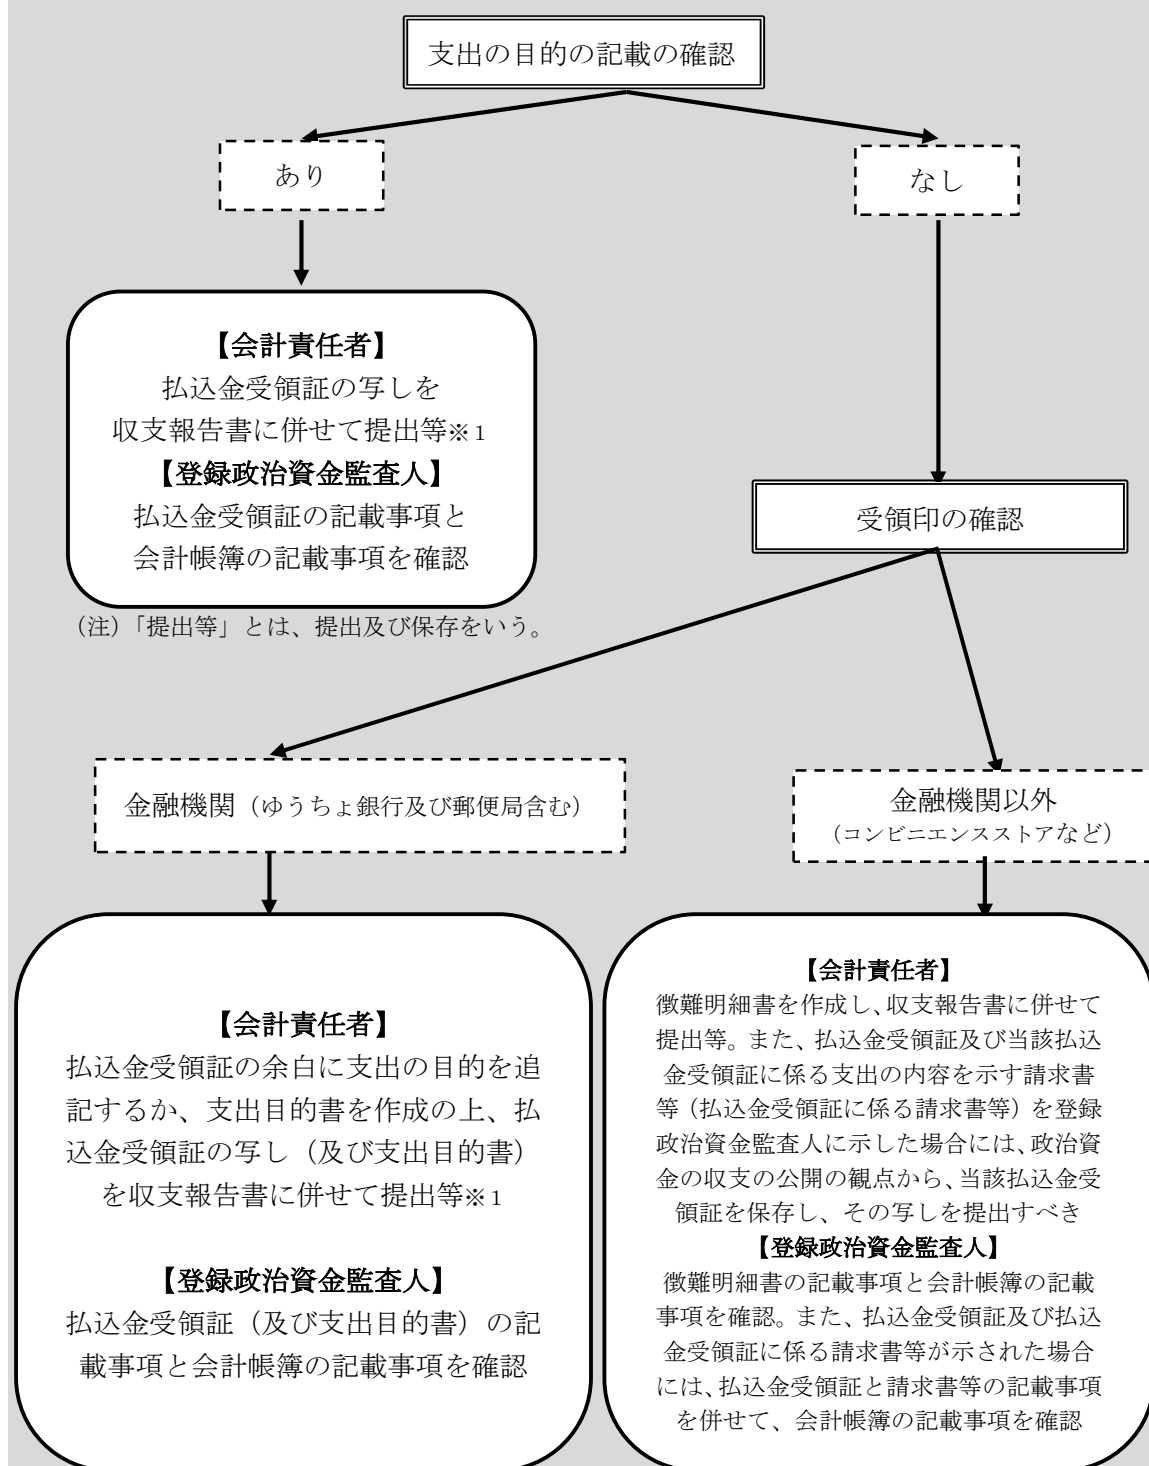 支出の目的の記載の確認
あり
なし
【会計責任者】
払込金受領証の写しを
収支報告書に併せて提出等※1
【登録政治資金監査人】
払込金受領証の記載事項と
会計帳簿の記載事項を確認
(注)「提出等」とは、提出及び保存をいう。
受領印の確認
金融機関(ゆうちょ銀行及び郵便局含む)
金融機関以外
(コンビニエンスストアなど)
【会計責任者】
払込金受領証の余白に支出の目的を追
記するか、支出目的書を作成の上、払
込金受領証の写し(及び支出目的書)
を収支報告書に併せて提出等※1
【登録政治資金監査人】
払込金受領証(及び支出目的書)の記
載事項と会計帳簿の記載事項を確認
【会計責任者】
徴難明細書を作成し、収支報告書に併せて
提出等。また、払込金受領証及び当該払込
金受領証に係る支出の内容を示す請求書
等(払込金受領証に係る請求書等)を登録
政治資金監査人に示した場合には、政治資
金の収支の公開の観点から、当該払込金受
領証を保存し、その写しを提出すべき
【登録政治資金監査人】
徴難明細書の記載事項と会計帳簿の記載
事項を確認。また、払込金受領証及び払込
金受領証に係る請求書等が示された場合
には、払込金受領証と請求書等の記載事項
を併せて、会計帳簿の記載事項を確認